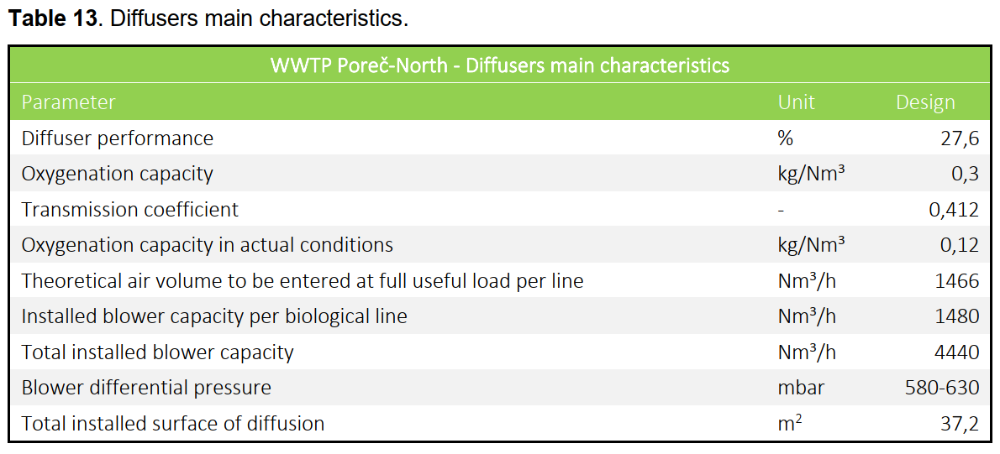 Table 13. Diffusers main characteristics.
WWTP Poreč-North - Diffusers main characteristics
Parameter Unit Design
Diffuser performance % 27,6
Oxygenation capacity kg/Nm³ 0,3
Transmission coefficient - 0,412
Oxygenation capacity in actual conditions kg/Nm³ 0,12
Theoretical air volume to be entered at full useful load per line Nm³/h 1466
Installed blower capacity per biological line Nm³/h 1480
Total installed blower capacity Nm³/h 4440
Blower differential pressure mbar 580-630
Total installed surface of diffusion m² 37,2